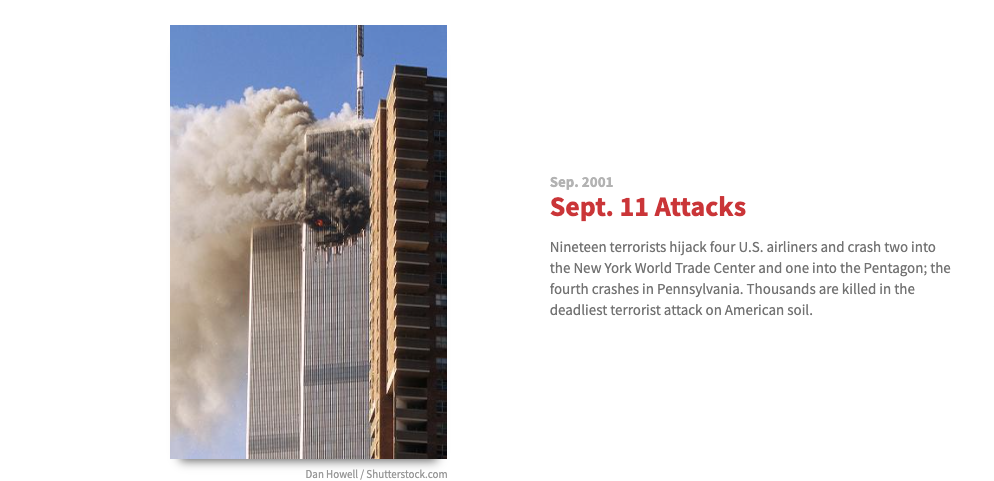 Sep. 2001
Sept. 11 Attacks
Nineteen terrorists hijack four U.S. airliners and crash two into
the New York World Trade Center and one into the Pentagon; the
fourth crashes in Pennsylvania. Thousands are killed in the
deadliest terrorist attack on American soil.
Dan Howell / Shutterstock.com